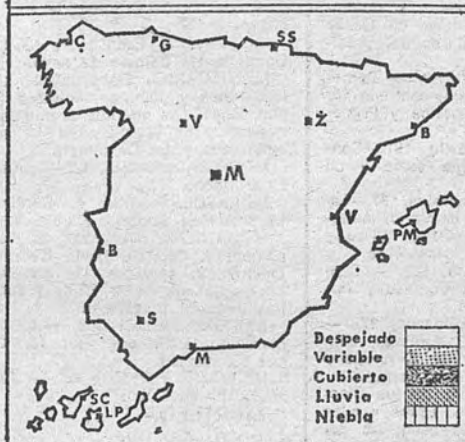 C G SS
V Z
B
M
V
PM
B
S
M
SC
LP
Despejado
Variable
Cubierto
Lluvia
Niebla